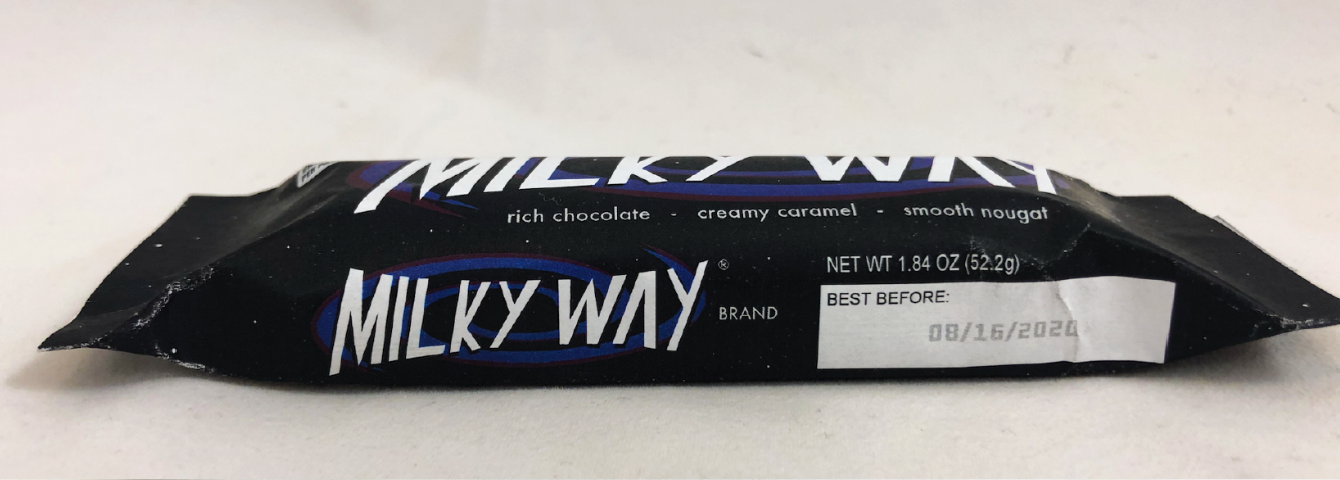 MILKY WAY
rich chocolate - creamy caramel - smooth nougat
MILKY WAY® BRAND
NET WT 1.84 OZ (52.2g)
BEST BEFORE:
08/16/2020